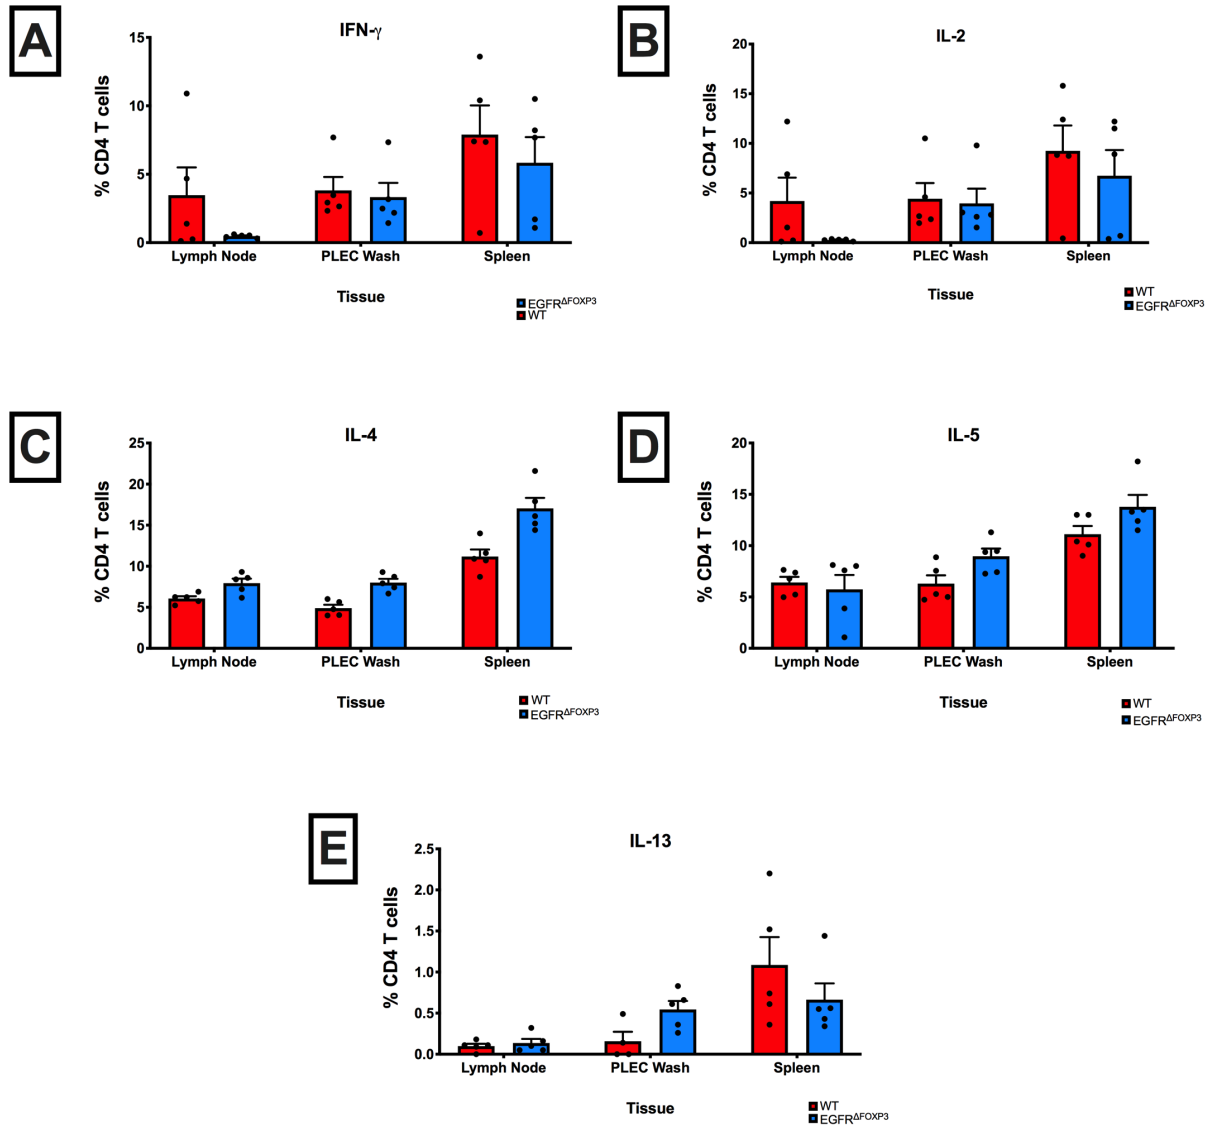 A
IFN-γ
15
10
5
0
% CD4 T cells
Lymph Node PLEC Wash Spleen
Tissue
EGFRΔFOXP3
WT
B
IL-2
20
15
10
5
0
% CD4 T cells
Lymph Node PLEC Wash Spleen
Tissue
WT
EGFRΔFOXP3
C
IL-4
25
20
15
10
5
0
% CD4 T cells
Lymph Node PLEC Wash Spleen
Tissue
WT
EGFRΔFOXP3
D
IL-5
20
15
10
5
0
% CD4 T cells
Lymph Node PLEC Wash Spleen
Tissue
WT
EGFRΔFOXP3
E
IL-13
2.5
2.0
1.5
1.0
0.5
0.0
% CD4 T cells
Lymph Node PLEC Wash Spleen
Tissue
WT
EGFRΔFOXP3